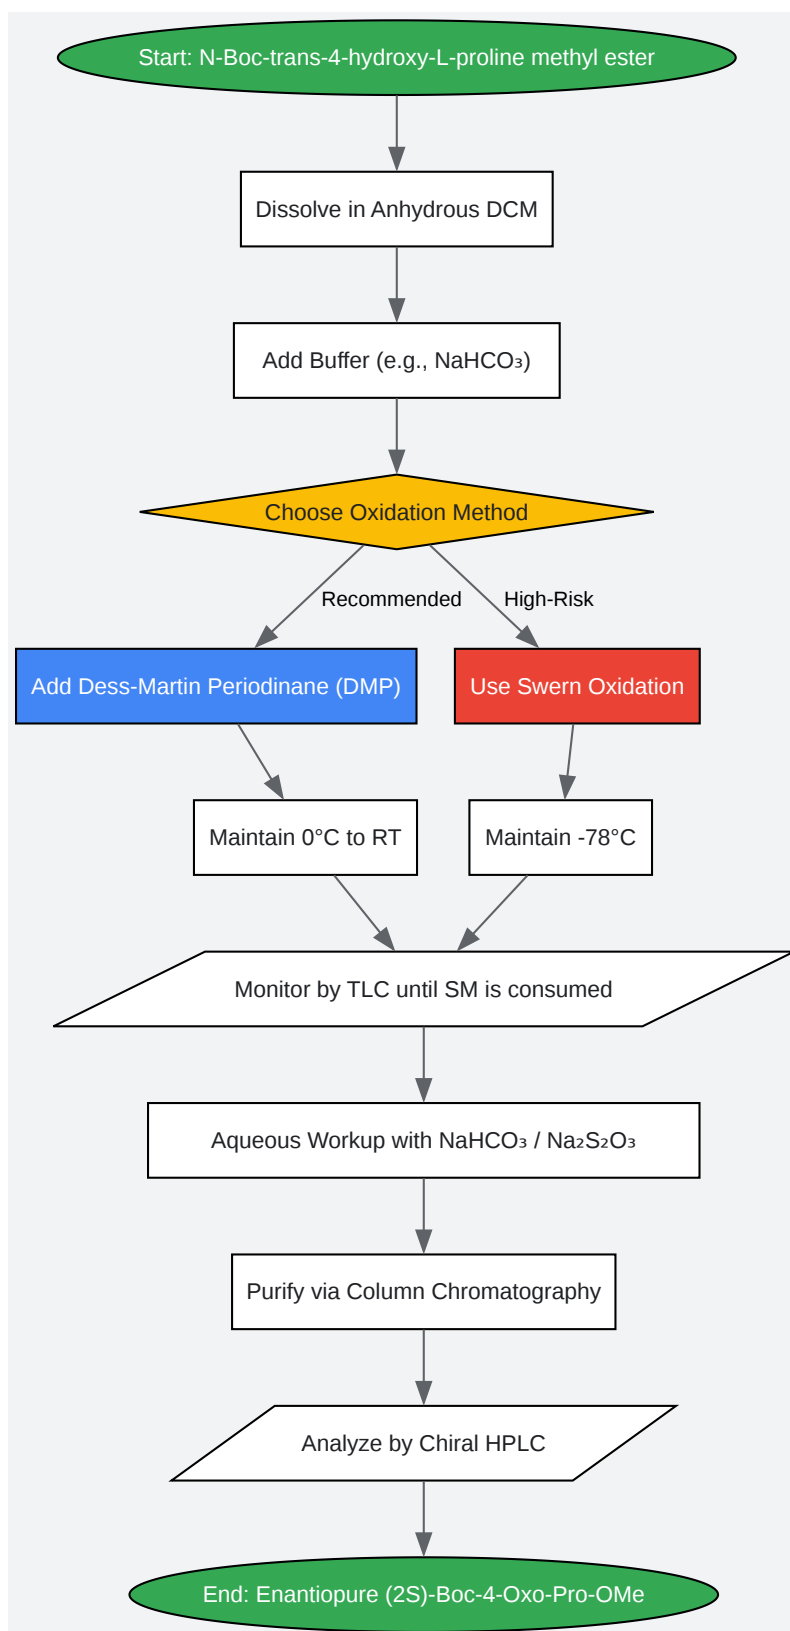 Start: N-Boc-trans-4-hydroxy-L-proline methyl ester
Dissolve in Anhydrous DCM
Add Buffer (e.g., NaHCO₃)
Choose Oxidation Method
Recommended
High-Risk
Add Dess-Martin Periodinane (DMP)
Use Swern Oxidation
Maintain 0°C to RT
Maintain -78°C
Monitor by TLC until SM is consumed
Aqueous Workup with NaHCO₃ / Na₂S₂O₃
Purify via Column Chromatography
Analyze by Chiral HPLC
End: Enantiopure (2S)-Boc-4-Oxo-Pro-OMe